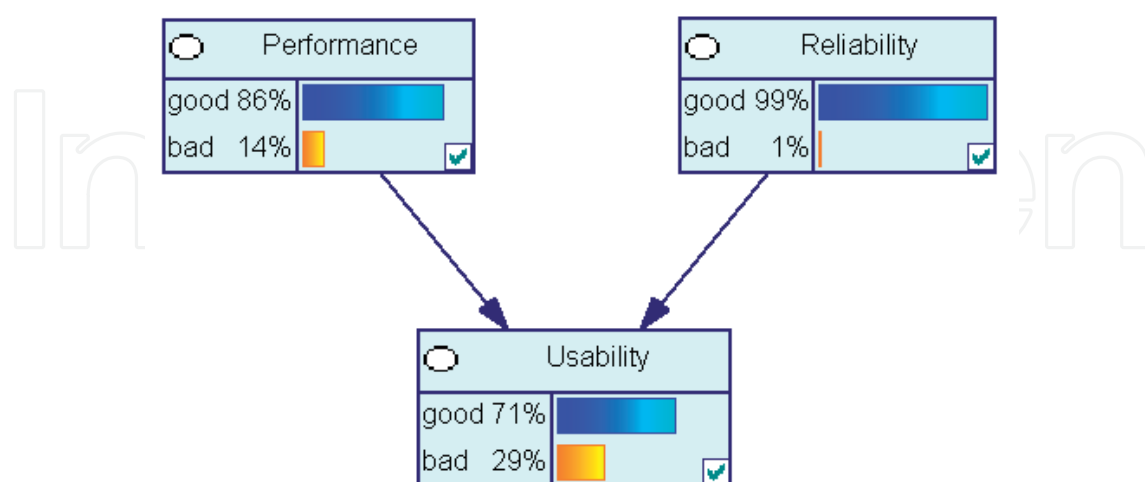 Performance
good 86%
bad 14%
Reliability
good 99%
bad 1%
Usability
good 71%
bad 29%